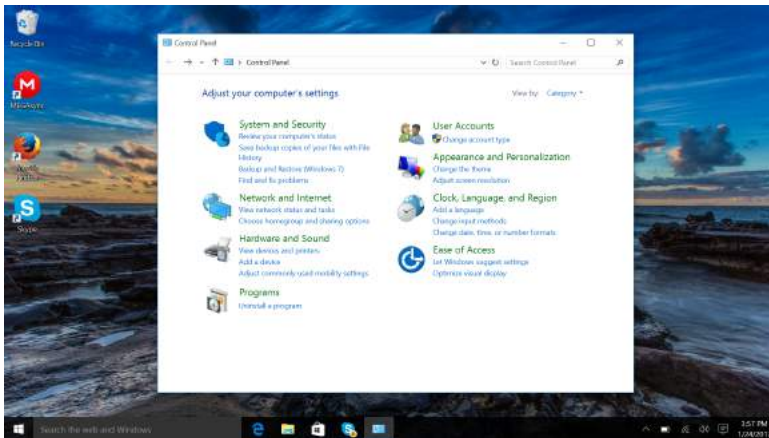 Recycle Bin
MEGAsync
Mozilla
Firefox
Skype
Control Panel
Control Panel
Search Control Panel
Adjust your computer's settings
View by: Category
System and Security
Review your computer's status
Save backup copies of your files with File
History
Backup and Restore (Windows 7)
Find and fix problems
Network and Internet
View network status and tasks
Choose homegroup and sharing options
Hardware and Sound
View devices and printers
Add a device
Adjust commonly used mobility settings
Programs
Uninstall a program
User Accounts
Change account type
Appearance and Personalization
Change the theme
Adjust screen resolution
Clock, Language, and Region
Add a language
Change input methods
Change date, time, or number formats
Ease of Access
Let Windows suggest settings
Optimize visual display
Search the web and Windows
3:57 PM